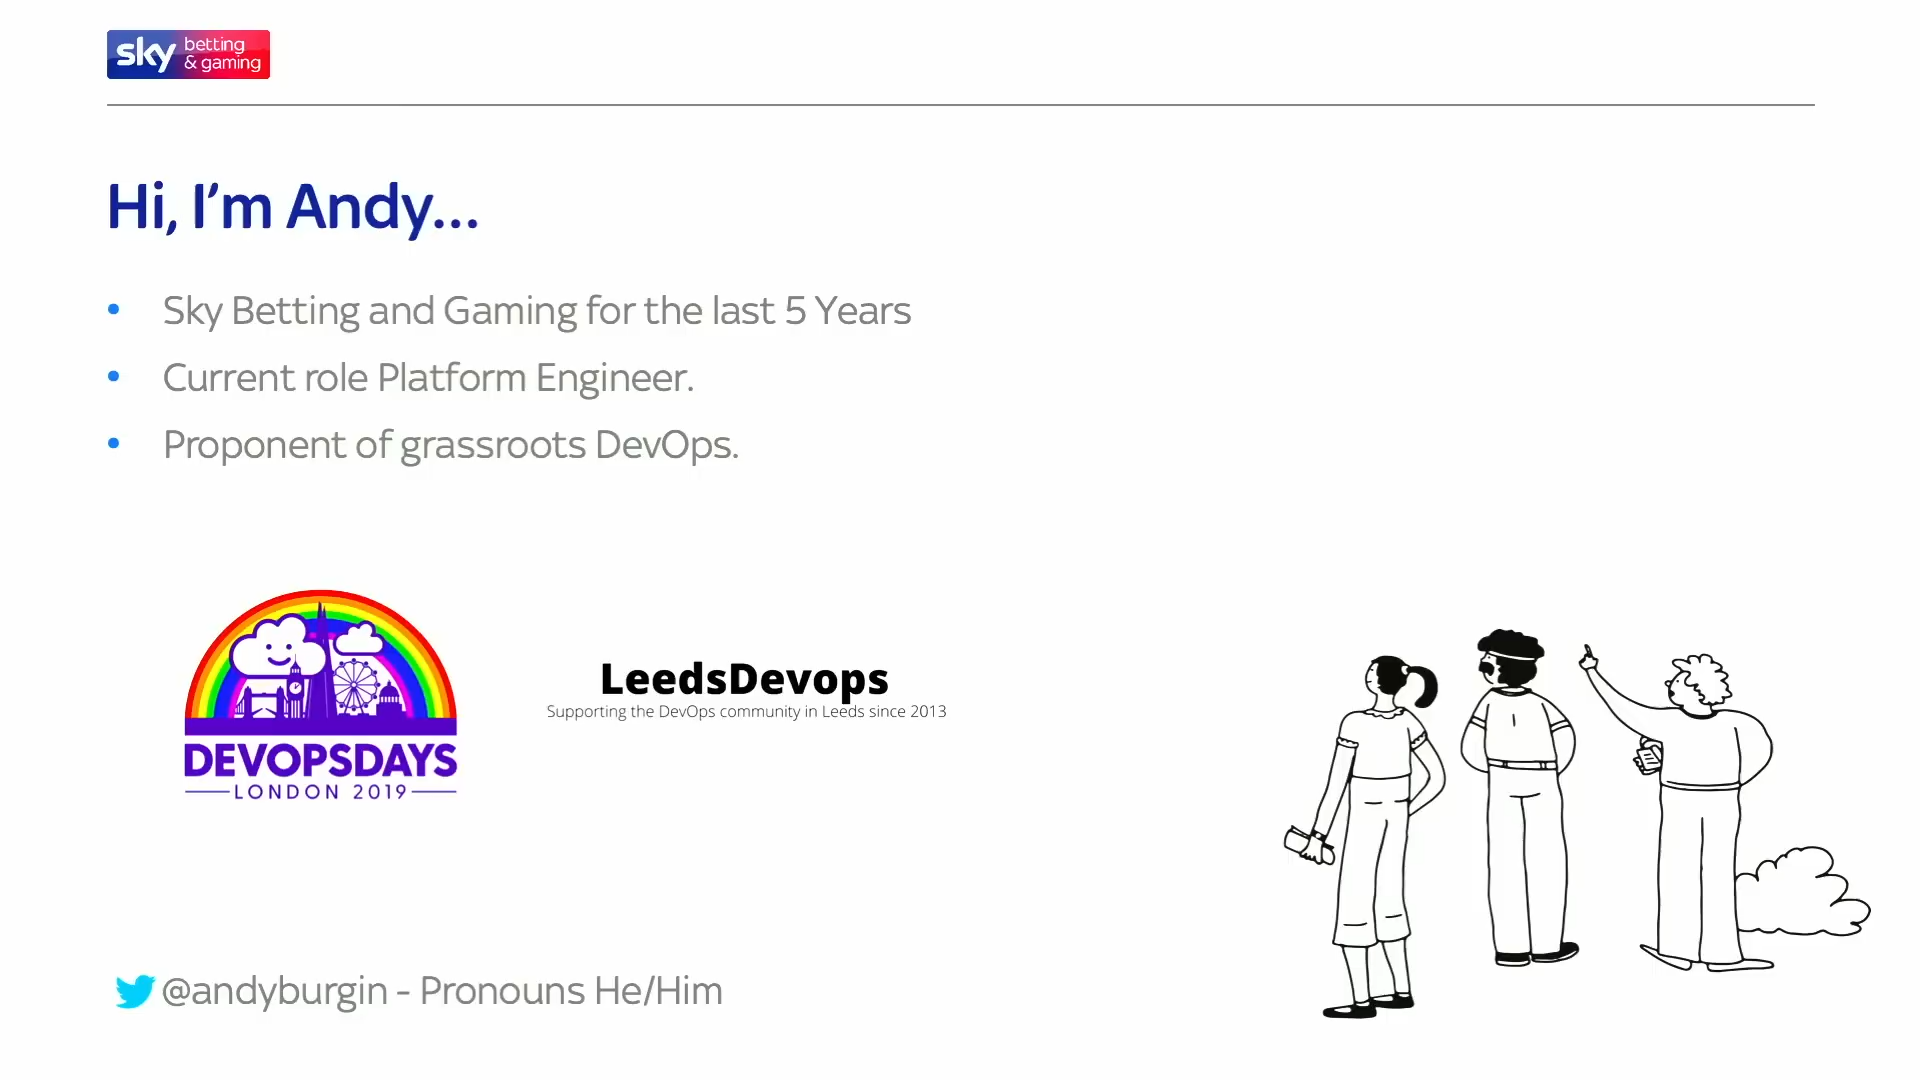 sky betting
& gaming
Hi, I’m Andy...
• Sky Betting and Gaming for the last 5 Years
• Current role Platform Engineer.
• Proponent of grassroots DevOps.
DEVOPSDAYS
LONDON 2019
LeedsDevops
Supporting the DevOps community in Leeds since 2013
@andyburgin - Pronouns He/Him